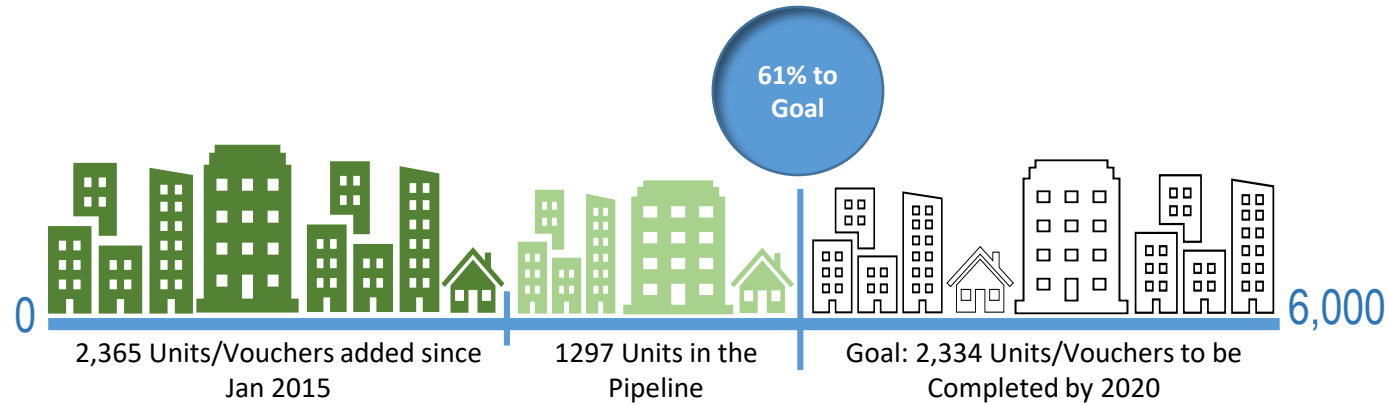 61% to
Goal
0
6,000
2,365 Units/Vouchers added since
Jan 2015
1297 Units in the
Pipeline
Goal: 2,334 Units/Vouchers to be
Completed by 2020